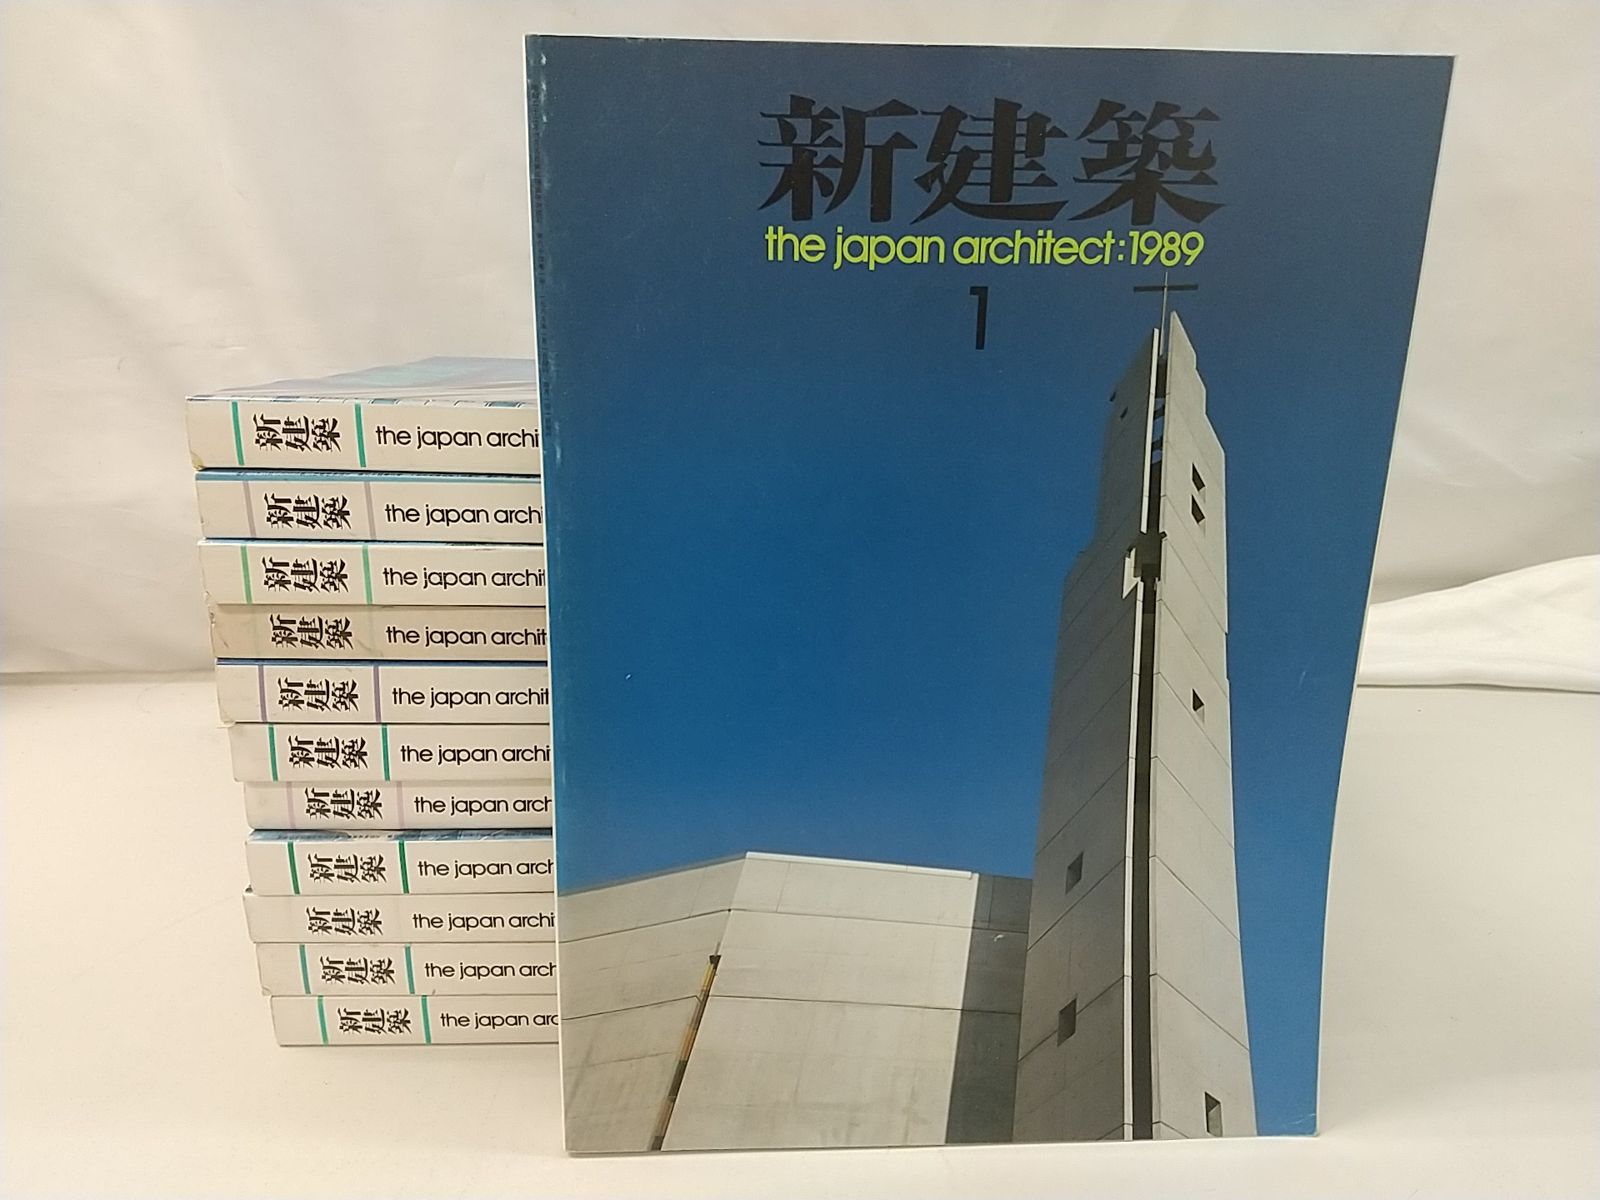 新建築
the japan architect:1989
1
新建築 the japan archi
新建築 the japan archi
新建築 the japan archit
新建築 the japan archit
新建築 the japan archit
新建築 the japan archi
新建築 the japan arch
新建築 the japan arch
新建築 the japan archi
新建築 the japan arch
新建築 the japan arc